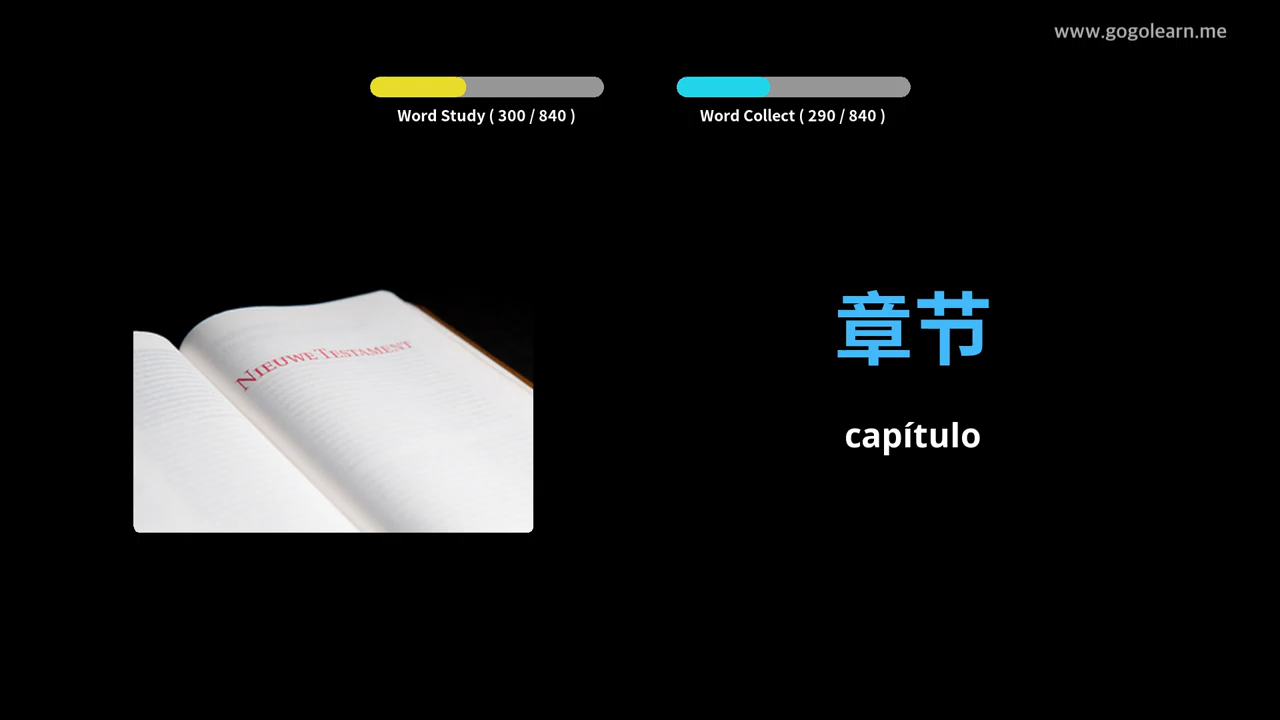 www.gogolearn.me
Word Study ( 300 / 840 )
Word Collect ( 290 / 840 )
NIEUWE TESTAMENT
章节
capítulo